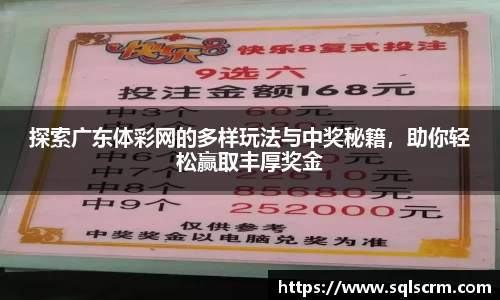 快乐8
快乐8复式投注
9选六
投注金额168元
中3个 60元
探索广东体彩网的多样玩法与中奖秘籍，助你轻
松赢取丰厚奖金
中8个 85680元
中9个 252000元
仅供参考
中奖奖金以电脑兑奖为准
https://www.sqlscrm.com